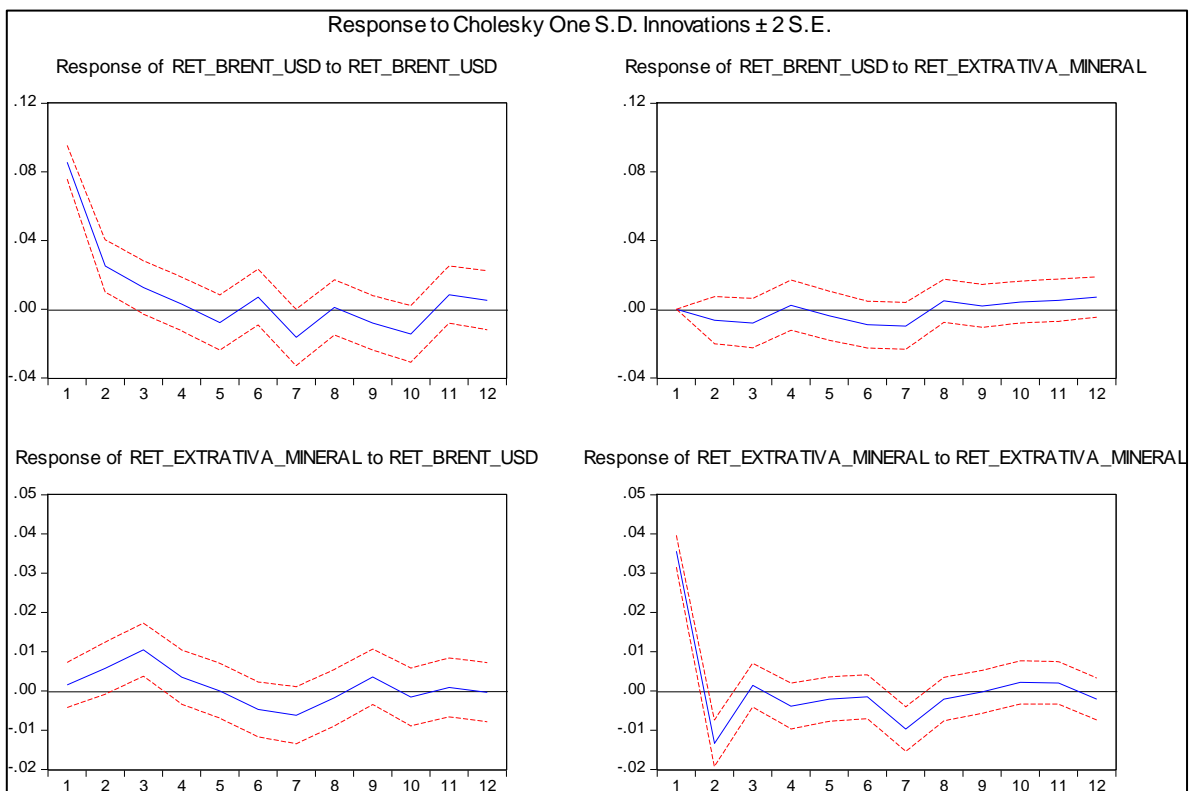 Response to Cholesky One S.D. Innovations ± 2 S.E.
Response of RET_BRENT_USD to RET_BRENT_USD
.12
.08
.04
.00
-.04
1 2 3 4 5 6 7 8 9 10 11 12
Response of RET_BRENT_USD to RET_EXTRATIVA_MINERAL
.12
.08
.04
.00
-.04
1 2 3 4 5 6 7 8 9 10 11 12
Response of RET_EXTRATIVA_MINERAL to RET_BRENT_USD
.05
.04
.03
.02
.01
.00
-.01
-.02
1 2 3 4 5 6 7 8 9 10 11 12
Response of RET_EXTRATIVA_MINERAL to RET_EXTRATIVA_MINERAL
.05
.04
.03
.02
.01
.00
-.01
-.02
1 2 3 4 5 6 7 8 9 10 11 12